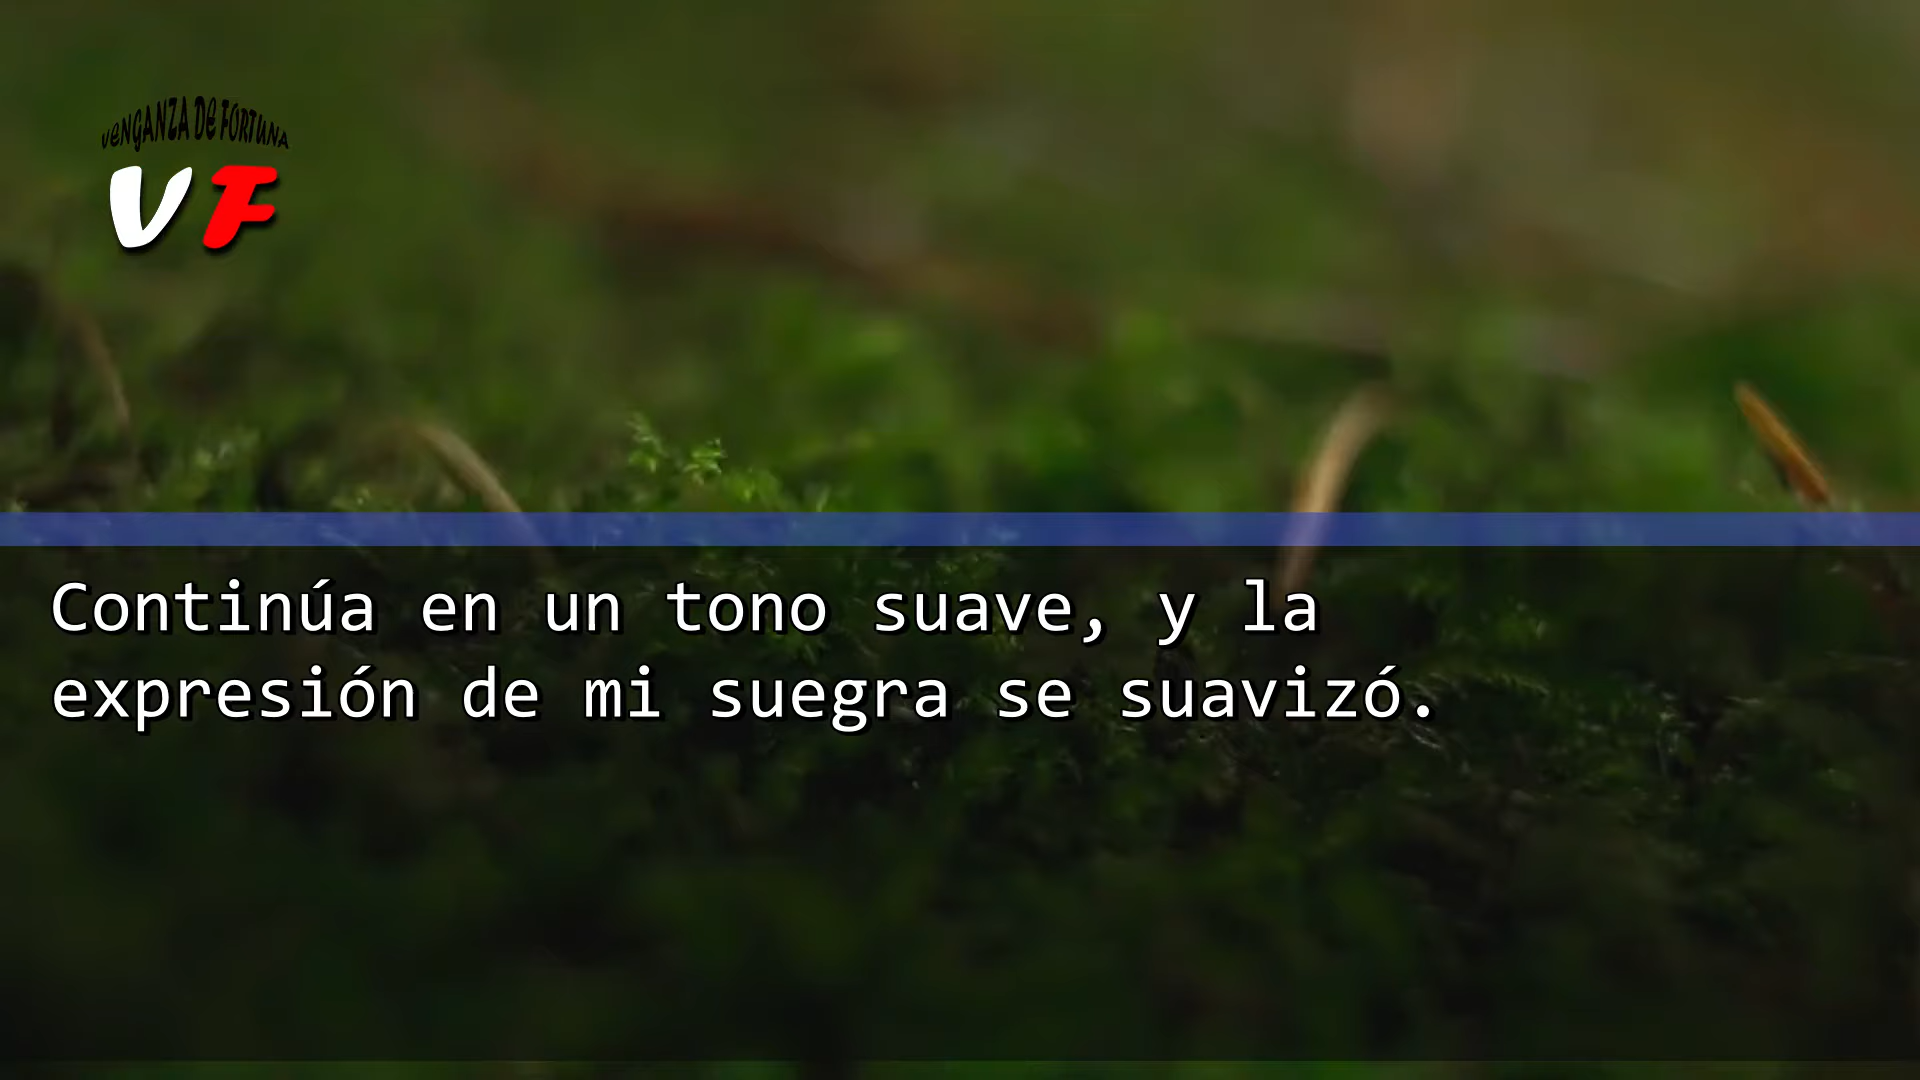 VENGANZA DE FORTUNA
VF
Continúa en un tono suave, y la
expresión de mi suegra se suavizó.